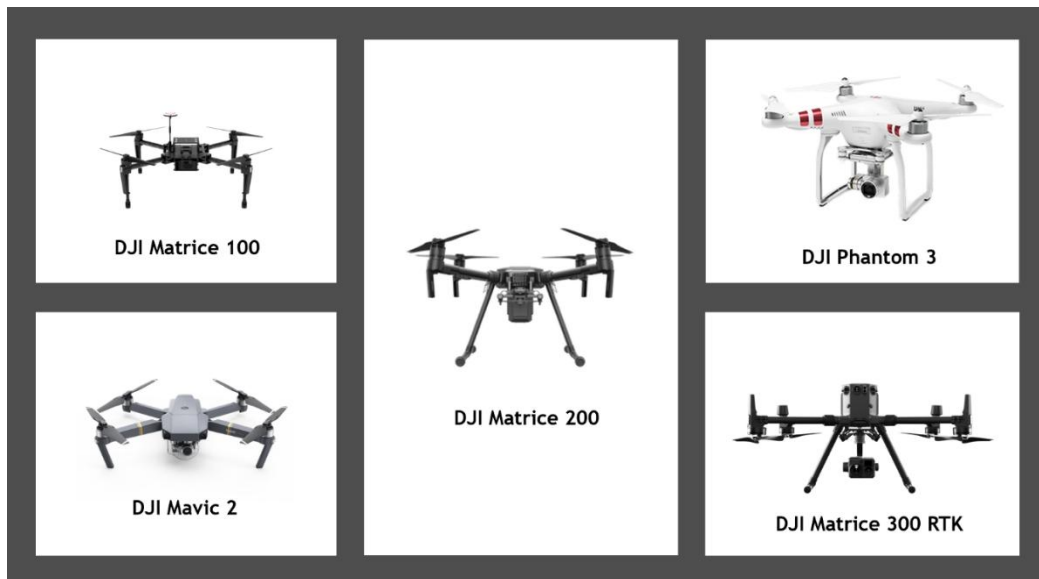 DJI Matrice 100
DJI Mavic 2
DJI Matrice 200
DJI Phantom 3
DJI Matrice 300 RTK